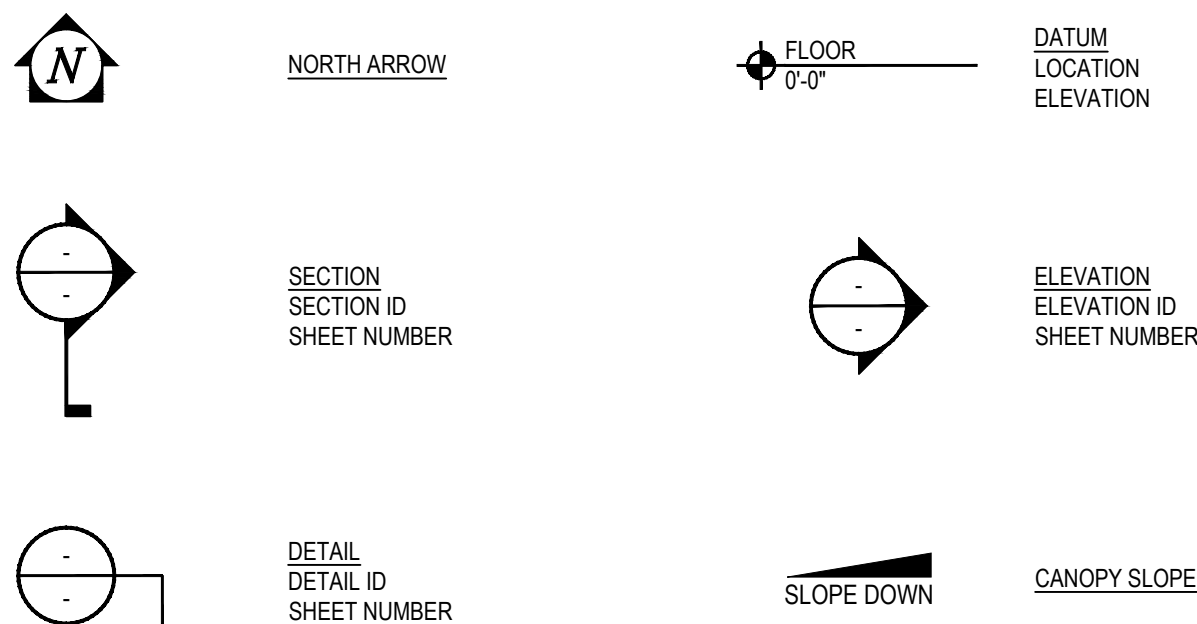 N
NORTH ARROW
FLOOR
0'-0"
DATUM
LOCATION
ELEVATION
-
-
SECTION
SECTION ID
SHEET NUMBER
-
-
ELEVATION
ELEVATION ID
SHEET NUMBER
-
-
DETAIL
DETAIL ID
SHEET NUMBER
SLOPE DOWN
CANOPY SLOPE